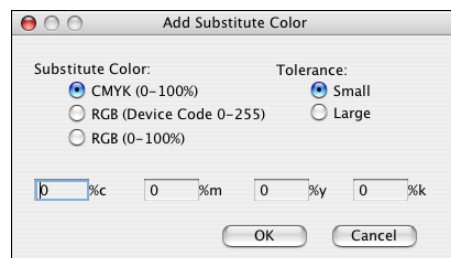 Add Substitute Color
Substitute Color:
CMYK (0-100%)
RGB (Device Code 0-255)
RGB (0-100%)
Tolerance:
Small
Large
0 %c 0 %m 0 %y 0 %k
OK Cancel